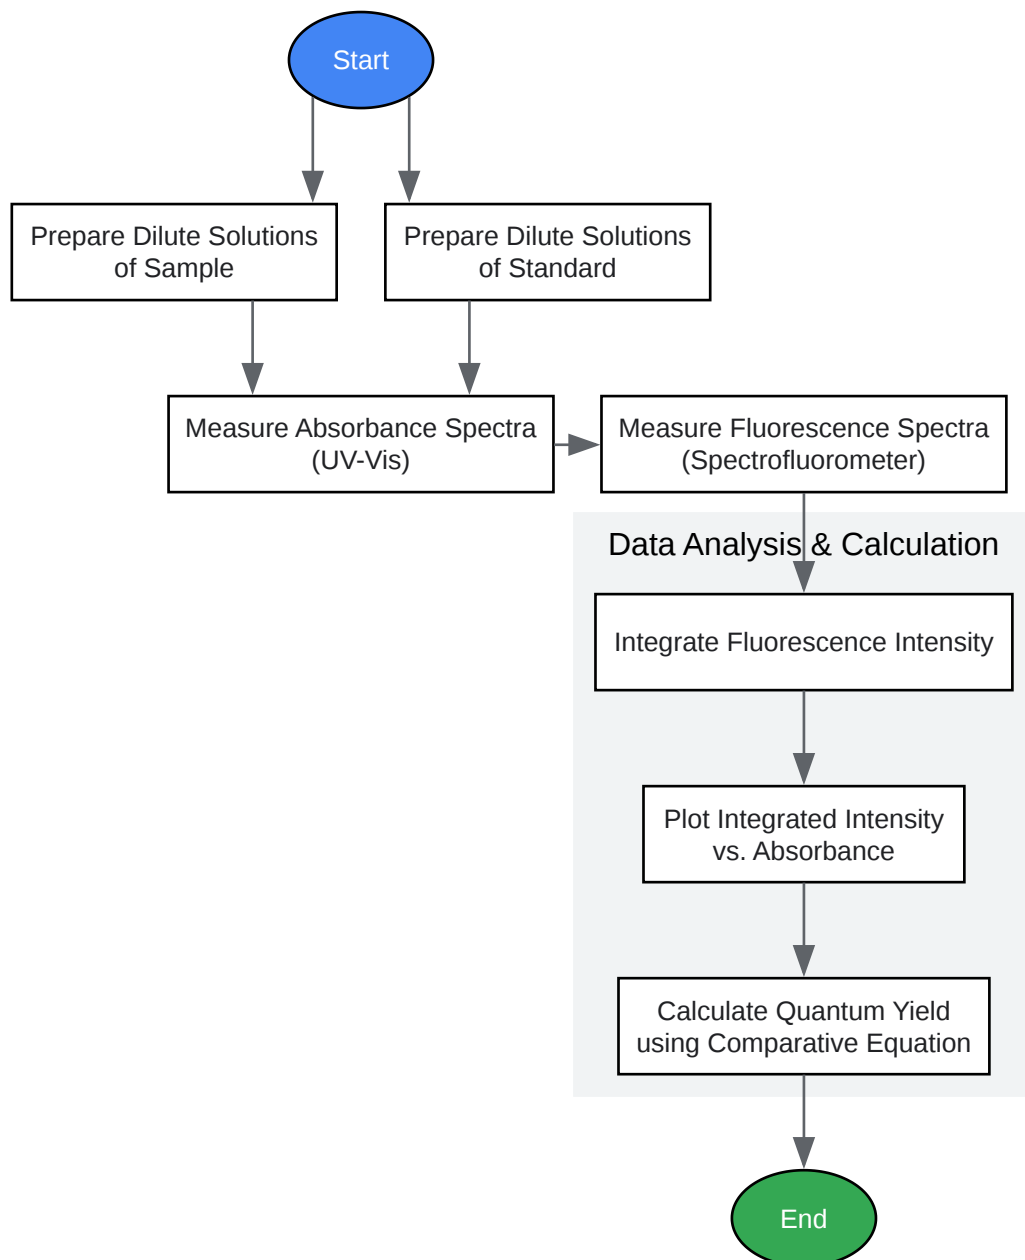 Start
Prepare Dilute Solutions
of Sample
Prepare Dilute Solutions
of Standard
Measure Absorbance Spectra
(UV-Vis)
Measure Fluorescence Spectra
(Spectrofluorometer)
Data Analysis & Calculation
Integrate Fluorescence Intensity
Plot Integrated Intensity
vs. Absorbance
Calculate Quantum Yield
using Comparative Equation
End